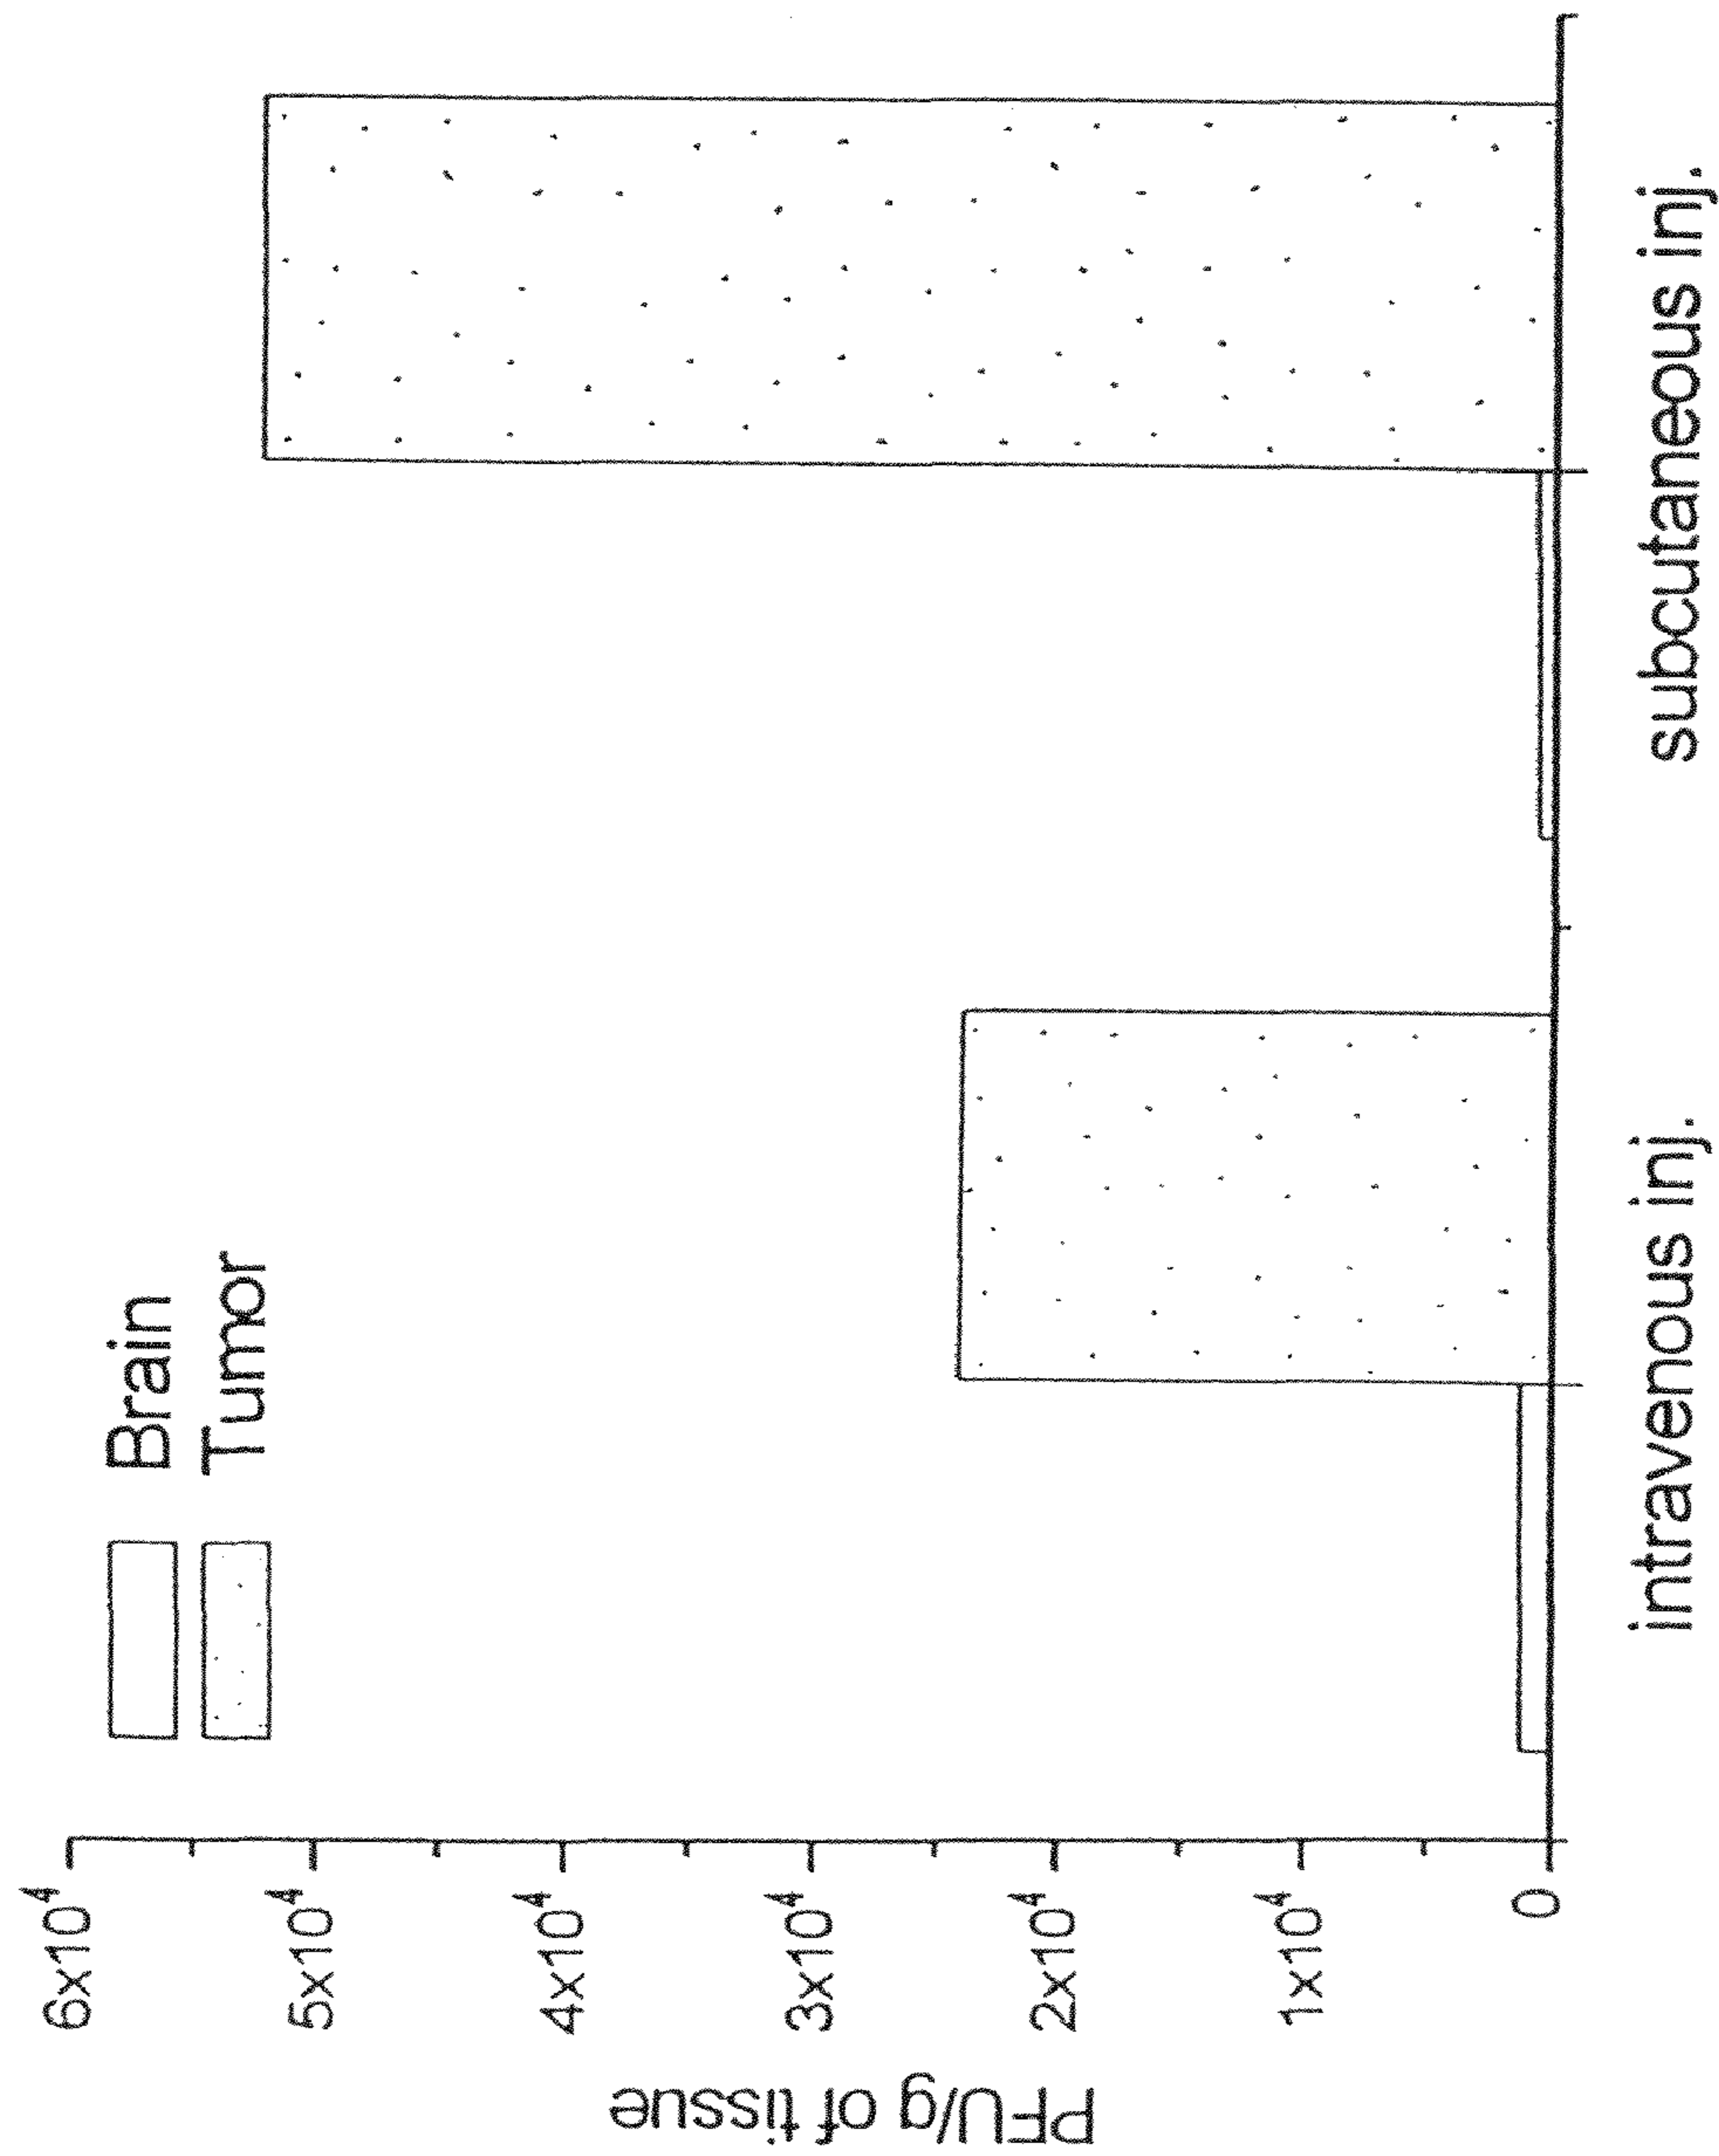 PFU/g of tissue
6x10⁴
5x10⁴
4x10⁴
3x10⁴
2x10⁴
1x10⁴
0
Brain
Tumor
intravenous inj.
subcutaneous inj.